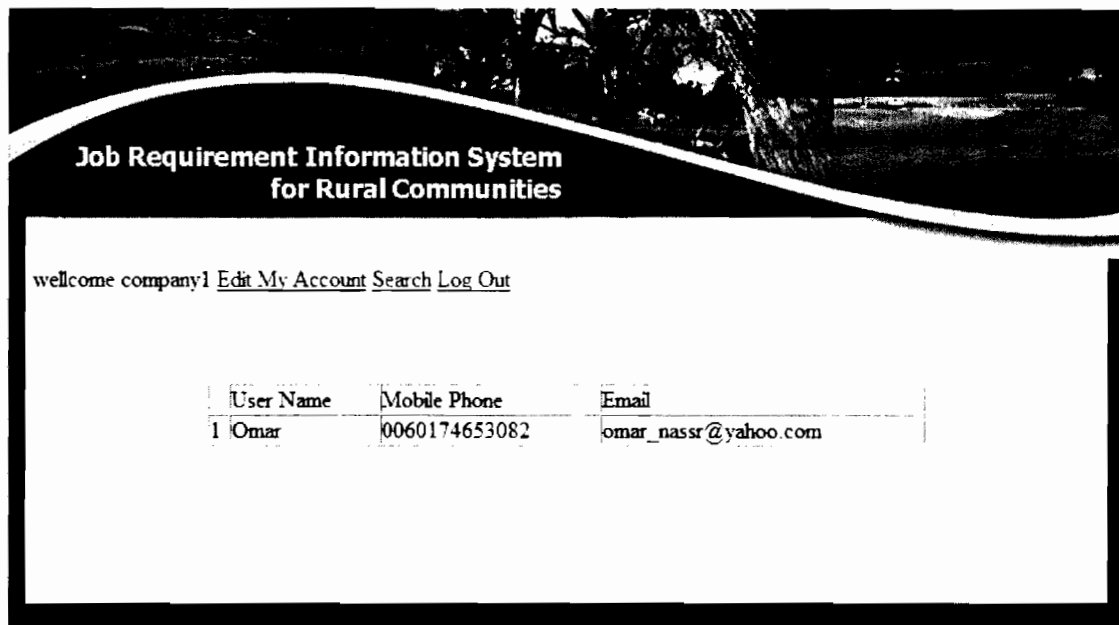 Job Requirement Information System
for Rural Communities
wellcome company1 Edit My Account Search Log Out
User Name Mobile Phone Email
1 Omar 0060174653082 omar_nassr@yahoo.com